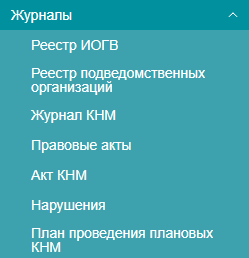 Журналы
Реестр ИОГВ
Реестр подведомственных
организаций
Журнал КНМ
Правовые акты
Акт КНМ
Нарушения
План проведения плановых
КНМ